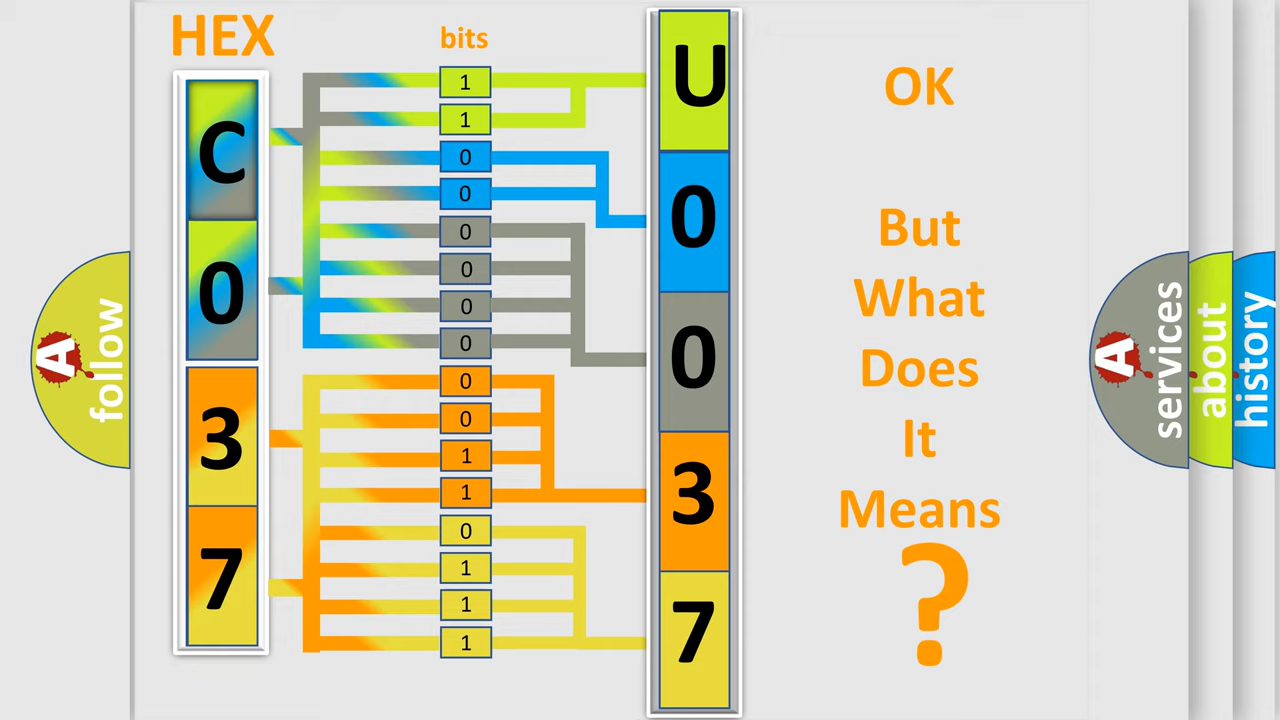 HEX
bits
C
0
3
7
1
1
0
0
0
0
0
0
0
0
1
1
0
1
1
1
U
0
0
3
7
OK
But
What
Does
It
Means
?
A
follow
A
services
about
history